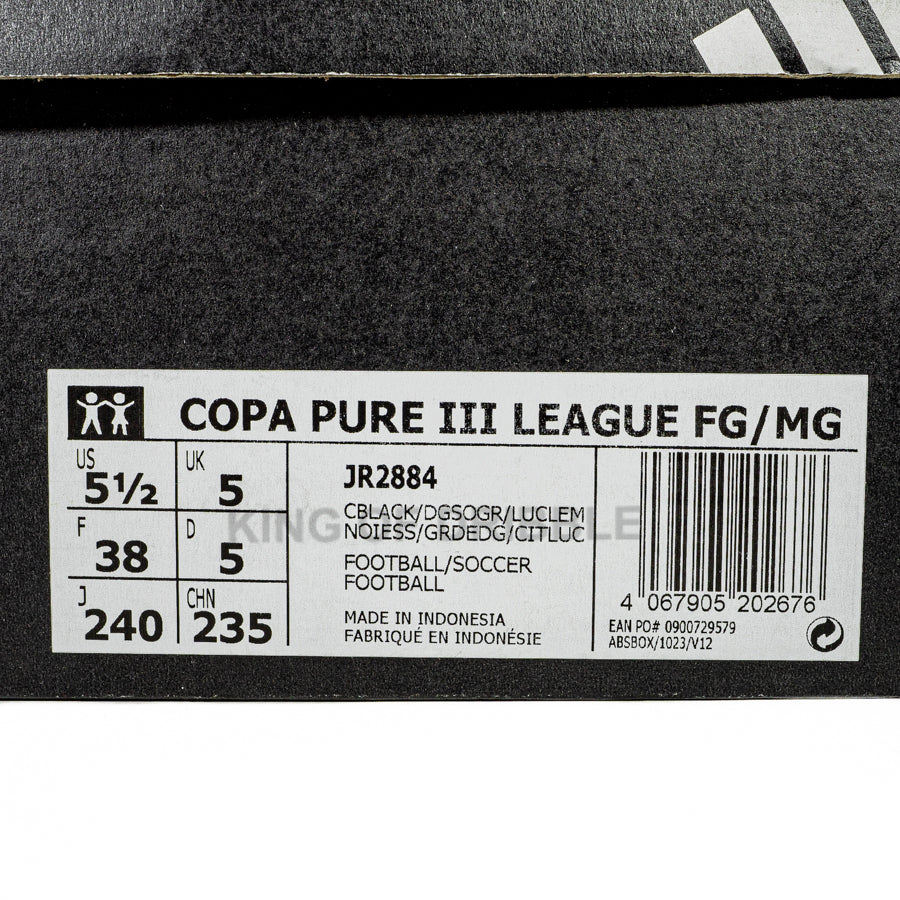 COPA PURE III LEAGUE FG/MG
US
5½
UK
5
F
38
D
5
J
240
CHN
235
JR2884
CBLACK/DGSOGR/LUCLEM
NOIESS/GRDEDG/CITLUC
FOOTBALL/SOCCER
FOOTBALL
MADE IN INDONESIA
FABRIQUÉ EN INDONÉSIE
4 067905 202676
EAN PO# 0900729579
ABSBOX/1023/V12